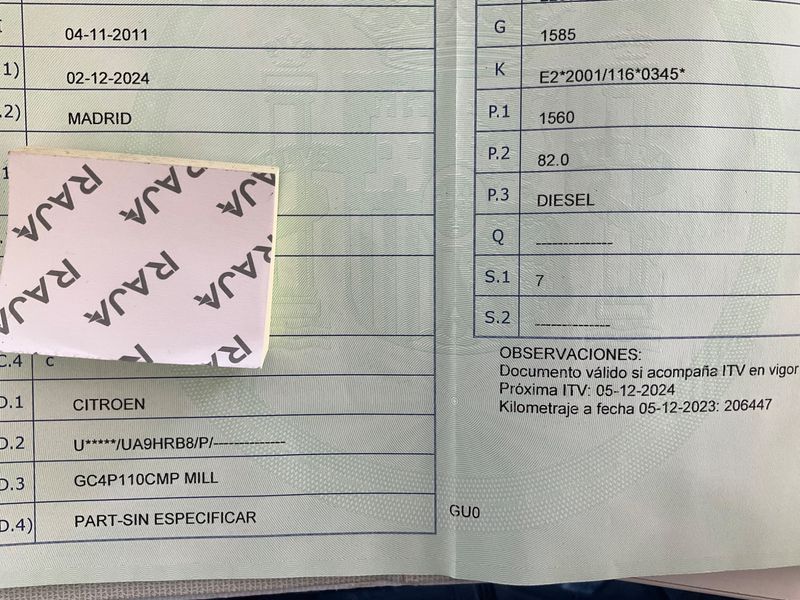 04-11-2011
1) 02-12-2024
.2) MADRID
RAJA RAJA RAJA
RAJA RAJA RAJA
C.4 C
D.1 CITROEN
D.2 U*****/UA9HRB8/P/--------------
D.3 GC4P110CMP MILL
D.4) PART-SIN ESPECIFICAR
G 1585
K E2*2001/116*0345*
P.1 1560
P.2 82.0
P.3 DIESEL
Q --------------
S.1 7
S.2 --------------
OBSERVACIONES:
Documento válido si acompaña ITV en vigor
Próxima ITV: 05-12-2024
Kilometraje a fecha 05-12-2023: 206447
GU0